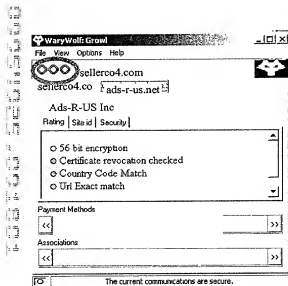 WaryWolf: Growl
File View Options Help
sellerco4.com
sellerco4.co ads-r-us.net
Ads-R-US Inc
Rating Site id Security
56 bit encryption
Certificate revocation checked
Country Code Match
Url Exact match
Payment Methods
<< >>
Associations
<< >>
The current communications are secure.